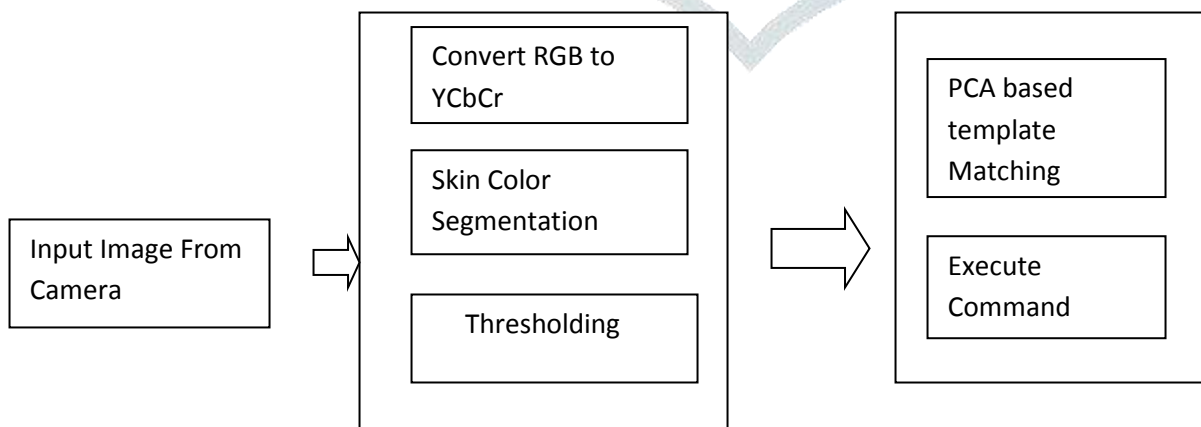 Input Image From
Camera
Convert RGB to
YCbCr
Skin Color
Segmentation
Thresholding
PCA based
template
Matching
Execute
Command